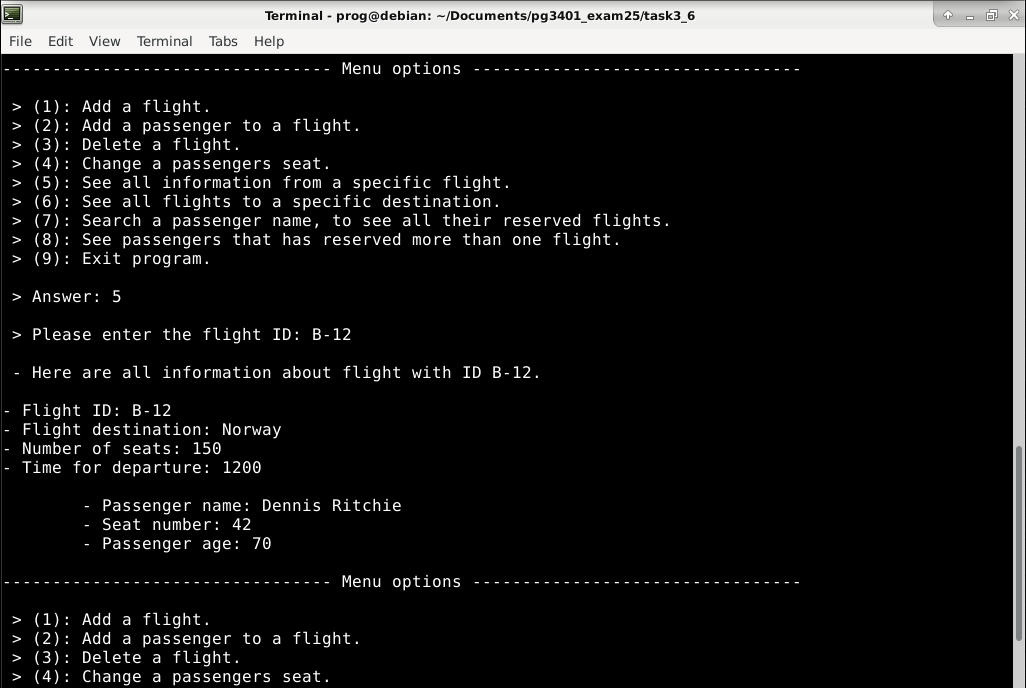 Terminal - prog@debian: ~/Documents/pg3401_exam25/task3_6
File Edit View Terminal Tabs Help
--------------------------------- Menu options ---------------------------------
> (1): Add a flight.
> (2): Add a passenger to a flight.
> (3): Delete a flight.
> (4): Change a passengers seat.
> (5): See all information from a specific flight.
> (6): See all flights to a specific destination.
> (7): Search a passenger name, to see all their reserved flights.
> (8): See passengers that has reserved more than one flight.
> (9): Exit program.
> Answer: 5
> Please enter the flight ID: B-12
- Here are all information about flight with ID B-12.
- Flight ID: B-12
- Flight destination: Norway
- Number of seats: 150
- Time for departure: 1200
- Passenger name: Dennis Ritchie
- Seat number: 42
- Passenger age: 70
--------------------------------- Menu options ---------------------------------
> (1): Add a flight.
> (2): Add a passenger to a flight.
> (3): Delete a flight.
> (4): Change a passengers seat.